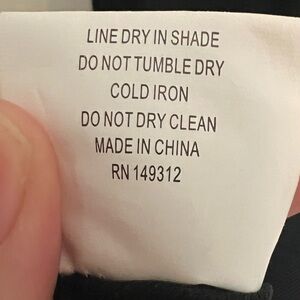 LINE DRY IN SHADE
DO NOT TUMBLE DRY
COLD IRON
DO NOT DRY CLEAN
MADE IN CHINA
RN 149312